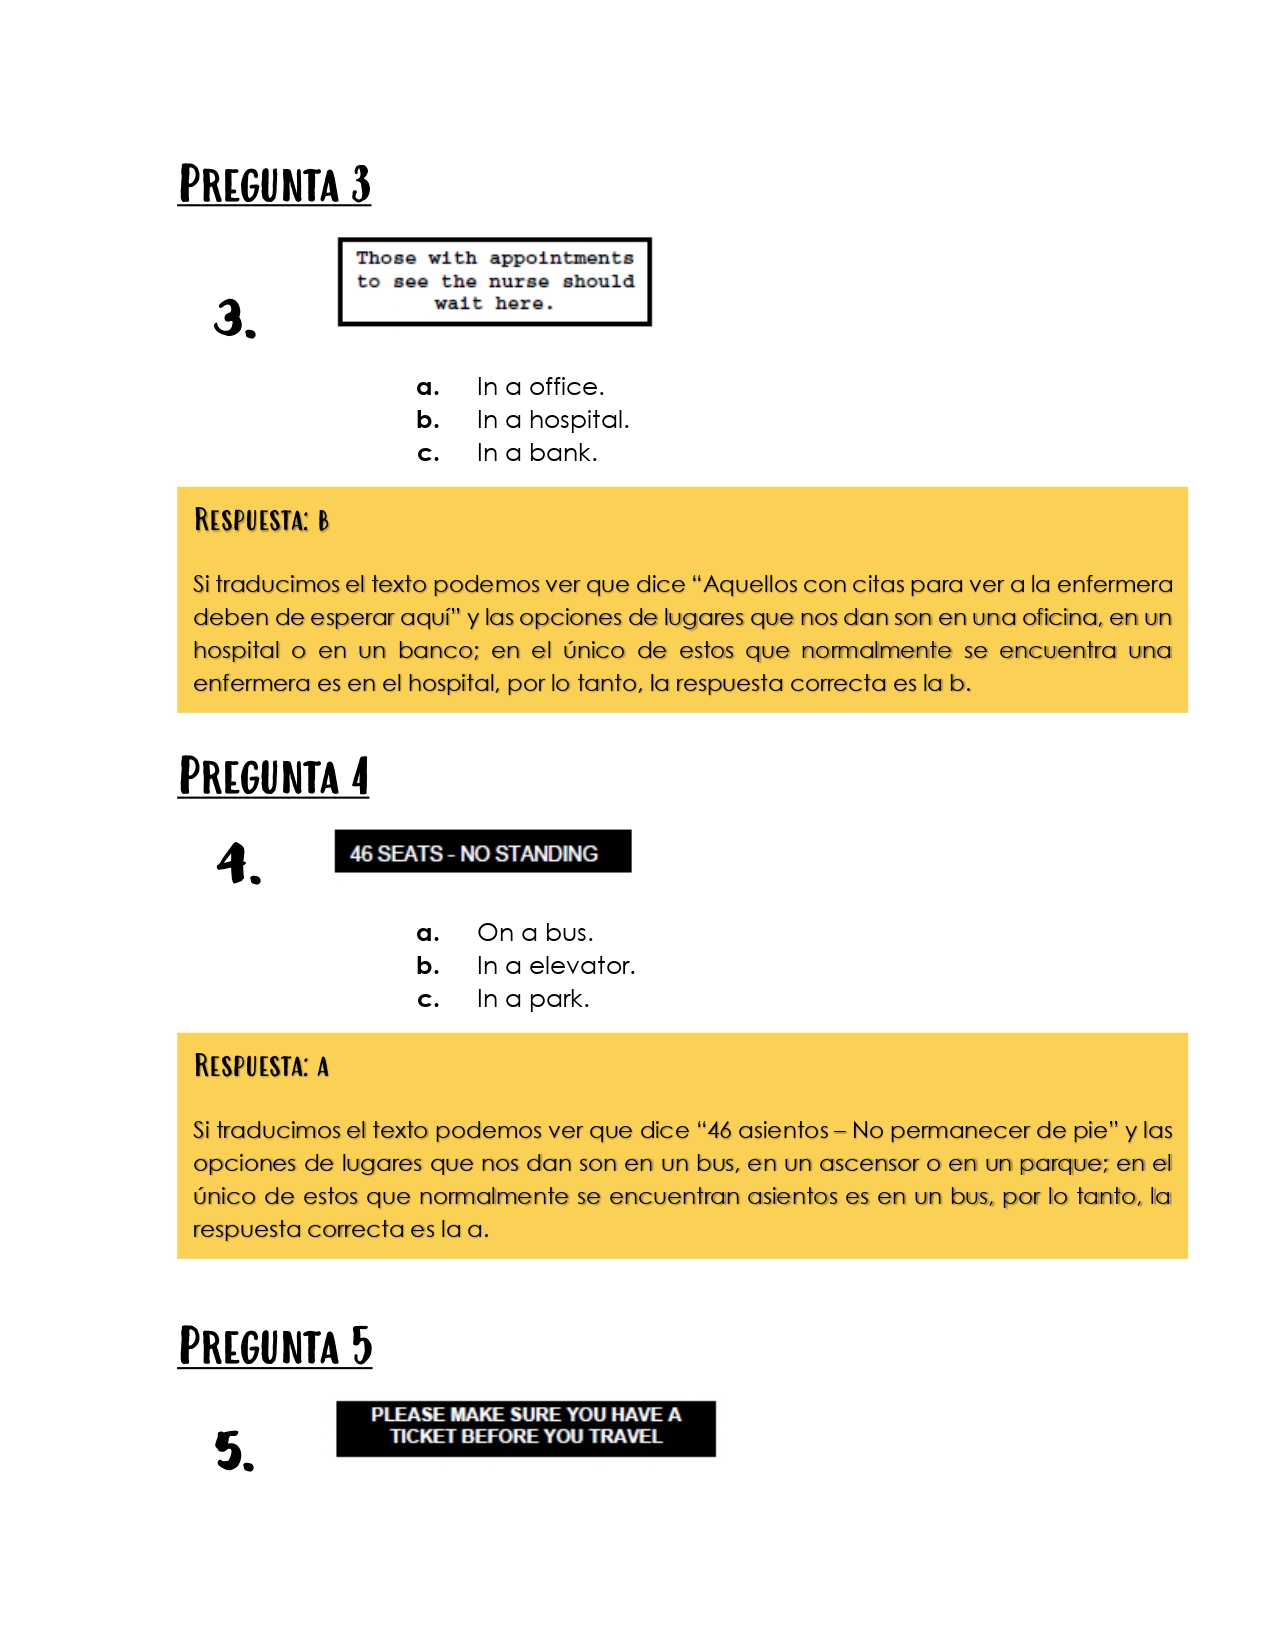 PREGUNTA 3
Those with appointments
to see the nurse should
wait here.
3.
a. In a office.
b. In a hospital.
c. In a bank.
RESPUESTA: B
Si traducimos el texto podemos ver que dice “Aquellos con citas para ver a la enfermera
deben de esperar aquí” y las opciones de lugares que nos dan son en una oficina, en un
hospital o en un banco; en el único de estos que normalmente se encuentra una
enfermera es en el hospital, por lo tanto, la respuesta correcta es la b.
PREGUNTA 4
4.
46 SEATS - NO STANDING
a. On a bus.
b. In a elevator.
c. In a park.
RESPUESTA: A
Si traducimos el texto podemos ver que dice “46 asientos – No permanecer de pie” y las
opciones de lugares que nos dan son en un bus, en un ascensor o en un parque; en el
único de estos que normalmente se encuentran asientos es en un bus, por lo tanto, la
respuesta correcta es la a.
PREGUNTA 5
PLEASE MAKE SURE YOU HAVE A
TICKET BEFORE YOU TRAVEL
5.